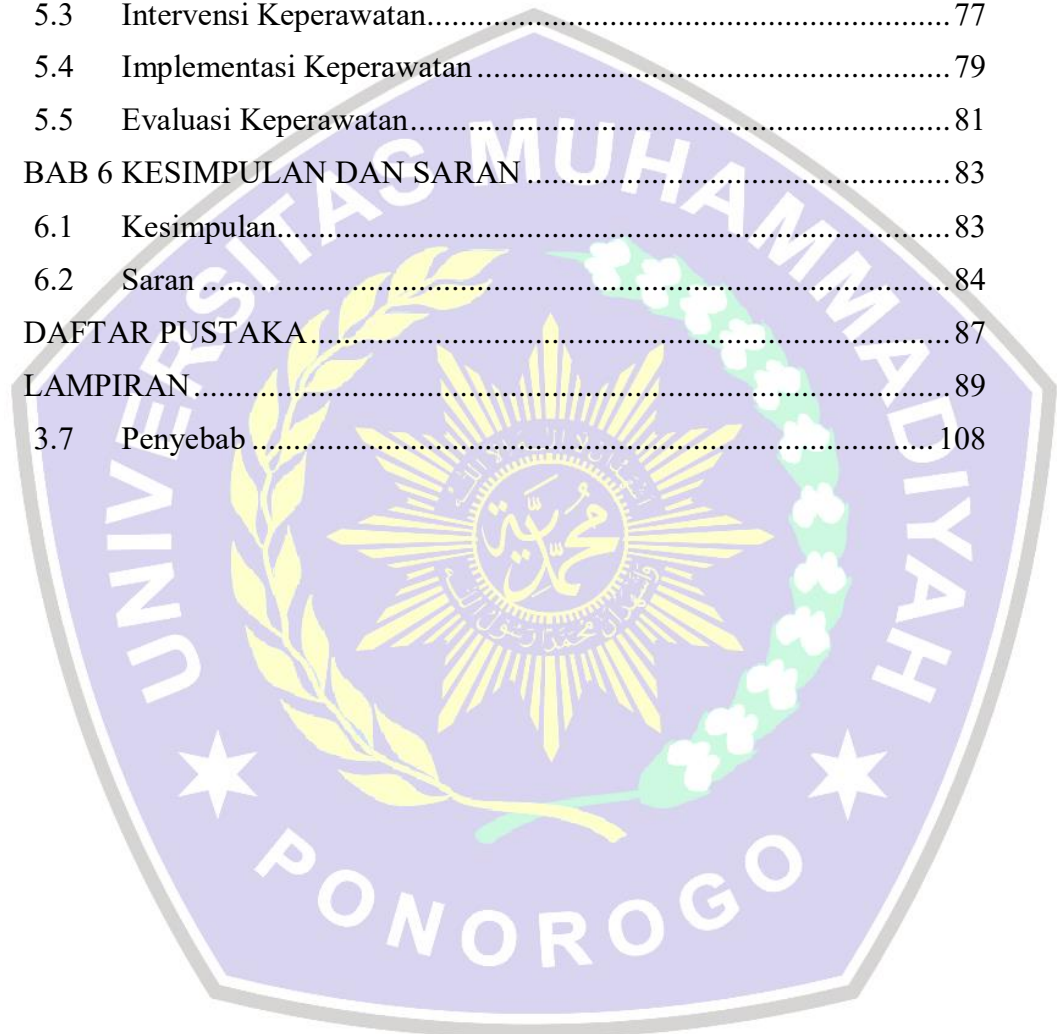 5.3 Intervensi Keperawatan........................................................ 77
5.4 Implementasi Keperawatan .................................................. 79
5.5 Evaluasi Keperawatan.......................................................... 81
BAB 6 KESIMPULAN DAN SARAN ............................................. 83
6.1 Kesimpulan.......................................................................... 83
6.2 Saran ................................................................................... 84
DAFTAR PUSTAKA...................................................................... 87
LAMPIRAN.................................................................................... 89
3.7 Penyebab ........................................................................... 108
UNIVERSITAS MUHAMMADIYAH
PONOROGO
محمدية